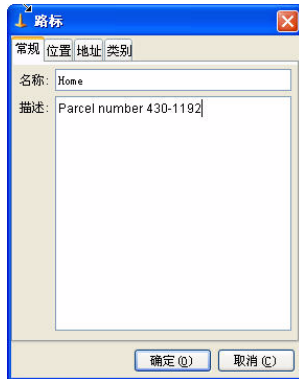 路标
常规 位置 地址 类别
名称: Home
描述: Parcel number 430-1192
确定(O) 取消(C)